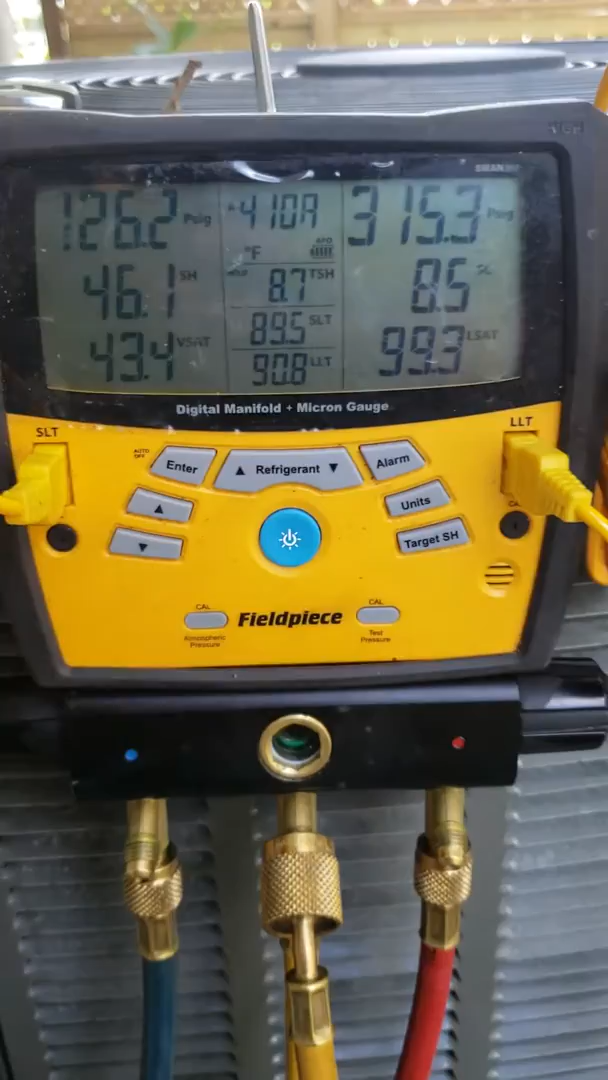 SMAN360
126.2 Psig
410A
315.3 Psig
°F
APO
46.1 SH
8.7 TSH
8.5 SC
43.4 VSAT
89.5 SLT
90.8 LLT
99.3 LSAT
Digital Manifold + Micron Gauge
SLT
LLT
AUTO OFF
Enter
▲ Refrigerant ▼
Alarm
▲
Units
▼
Target SH
CAL
Fieldpiece
CAL
Atmospheric
Pressure
Test
Pressure